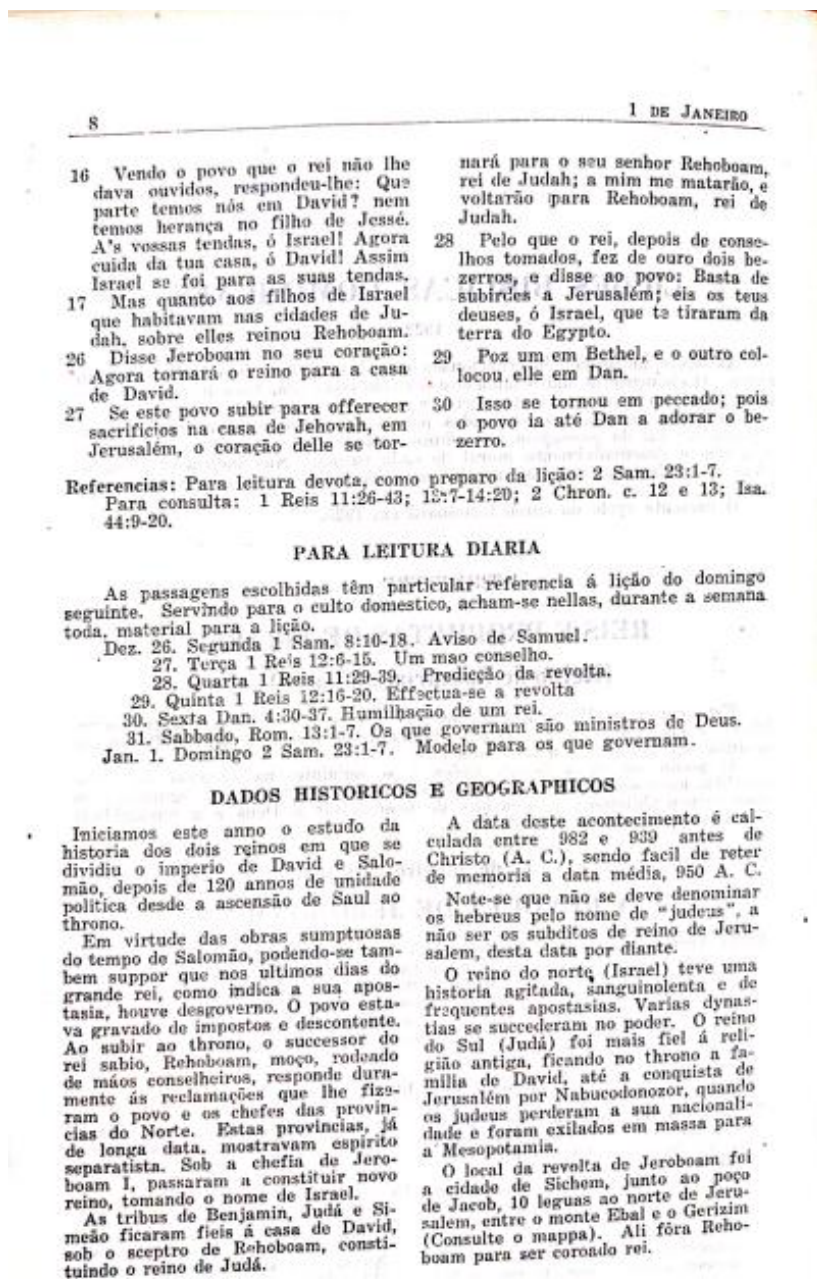 8
1 DE JANEIRO
16 Vendo o povo que o rei não lhe
dava ouvidos, respondeu-lhe: Que
parte temos nós em David? nem
temos herança no filho de Jessé.
A's vossas tendas, ó Israel! Agora
cuida da tua casa, ó David! Assim
Israel se foi para as suas tendas.
17 Mas quanto aos filhos de Israel
que habitavam nas cidades de Ju-
dah, sobre elles reinou Rehoboam.
26 Disse Jeroboam no seu coração:
Agora tornará o reino para a casa
de David.
27 Se este povo subir para offerecer
sacrificios na casa de Jehovah, em
Jerusalém, o coração delle se tor-
nará para o seu senhor Rehoboam,
rei de Judah; a mim me matarão, e
voltarão para Rehoboam, rei de
Judah.
28 Pelo que o rei, depois de conse-
lhos tomados, fez de ouro dois be-
zerros, e disse ao povo: Basta de
subirdes a Jerusalém; eis os teus
deuses, ó Israel, que te tiraram da
terra do Egypto.
29 Poz um em Bethel, e o outro col-
locou elle em Dan.
30 Isso se tornou em peccado; pois
o povo ia até Dan a adorar o be-
zerro.
Referencias: Para leitura devota, como preparo da lição: 2 Sam. 23:1-7.
Para consulta: 1 Reis 11:26-43; 12:7-14:20; 2 Chron. c. 12 e 13; Isa.
44:9-20.
PARA LEITURA DIARIA
As passagens escolhidas têm particular referencia á lição do domingo
seguinte. Servindo para o culto domestico, acham-se nellas, durante a semana
toda, material para a lição.
Dez. 26. Segunda 1 Sam. 8:10-18. Aviso de Samuel.
27. Terça 1 Reis 12:6-15. Um mao conselho.
28. Quarta 1 Reis 11:29-39. Predicção da revolta.
29. Quinta 1 Reis 12:16-20. Effectua-se a revolta
30. Sexta Dan. 4:30-37. Humilhação de um rei.
31. Sabbado, Rom. 13:1-7. Os que governam são ministros de Deus.
Jan. 1. Domingo 2 Sam. 23:1-7. Modelo para os que governam.
DADOS HISTORICOS E GEOGRAPHICOS
Iniciamos este anno o estudo da
historia dos dois reinos em que se
dividiu o imperio de David e Salo-
mão, depois de 120 annos de unidade
politica desde a ascensão de Saul ao
throno.
Em virtude das obras sumptuosas
do tempo de Salomão, podendo-se tam-
bem suppor que nos ultimos dias do
grande rei, como indica a sua apos-
tasia, houve desgoverno. O povo esta-
va gravado de impostos e descontente.
Ao subir ao throno, o successor do
rei sabio, Rehoboam, moço, rodeado
de máos conselheiros, responde dura-
mente ás reclamações que lhe fize-
ram o povo e os chefes das provin-
cias do Norte. Estas provincias, já
de longa data, mostravam espirito
separatista. Sob a chefia de Jero-
boam I, passaram a constituir novo
reino, tomando o nome de Israel.
As tribus de Benjamin, Judá e Si-
meão ficaram fieis á casa de David,
sob o sceptro de Rehoboam, consti-
tuindo o reino de Judá.
A data deste acontecimento é cal-
culada entre 982 e 939 antes de
Christo (A. C.), sendo facil de reter
de memoria a data média, 950 A. C.
Note-se que não se deve denominar
os hebreus pelo nome de "judeus", a
não ser os subditos de reino de Jeru-
salem, desta data por diante.
O reino do norte (Israel) teve uma
historia agitada, sanguinolenta e de
frequentes apostasias. Varias dynas-
tias se succederam no poder. O reino
do Sul (Judá) foi mais fiel á reli-
gião antiga, ficando no throno a fa-
milia de David, até a conquista de
Jerusalém por Nabucodonozor, quando
os judeus perderam a sua nacionali-
dade e foram exilados em massa para
a Mesopotamia.
O local da revolta de Jeroboam foi
a cidade de Sichem, junto ao poço
de Jacob, 10 leguas ao norte de Jeru-
salem, entre o monte Ebal e o Gerizim
(Consulte o mappa). Ali fôra Reho-
boam para ser coroado rei.